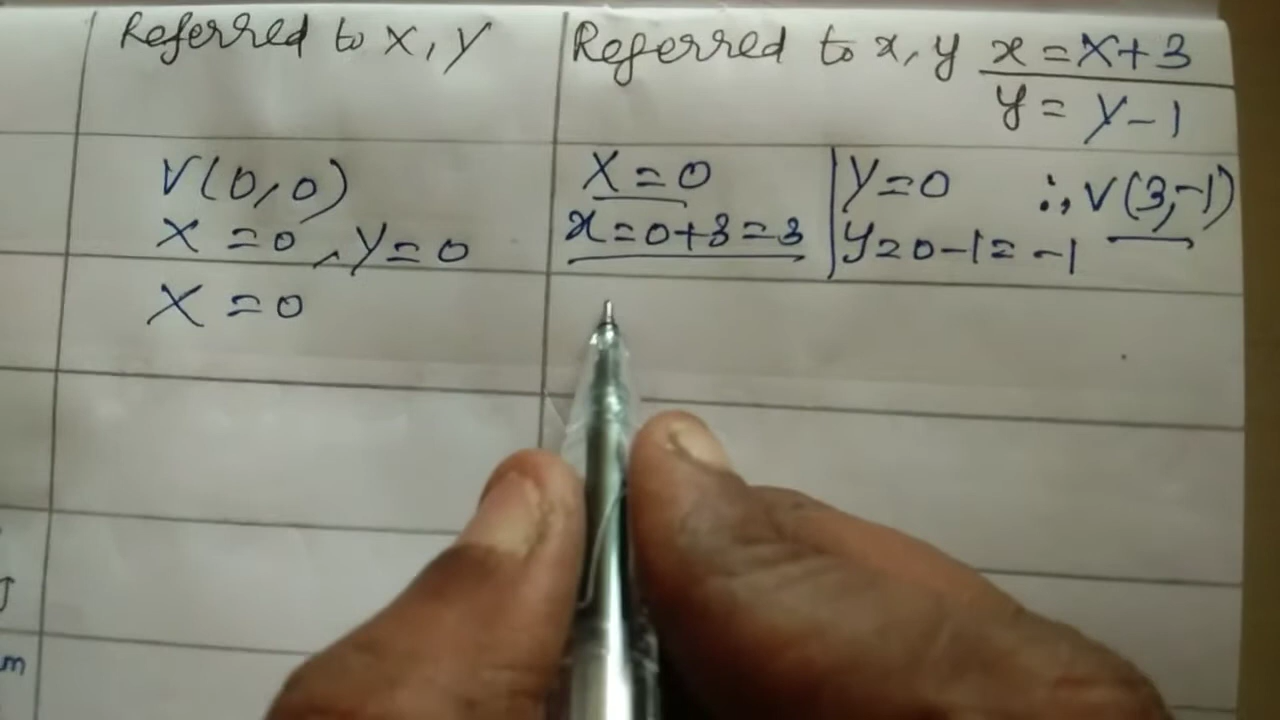 Referred to X, Y
Referred to x, y x = X+3
y = Y-1
V(0,0)
X = 0, Y = 0
X = 0
x = 0+3 = 3
Y = 0
y = 0-1 = -1
∴ V(3,-1)
X = 0
m